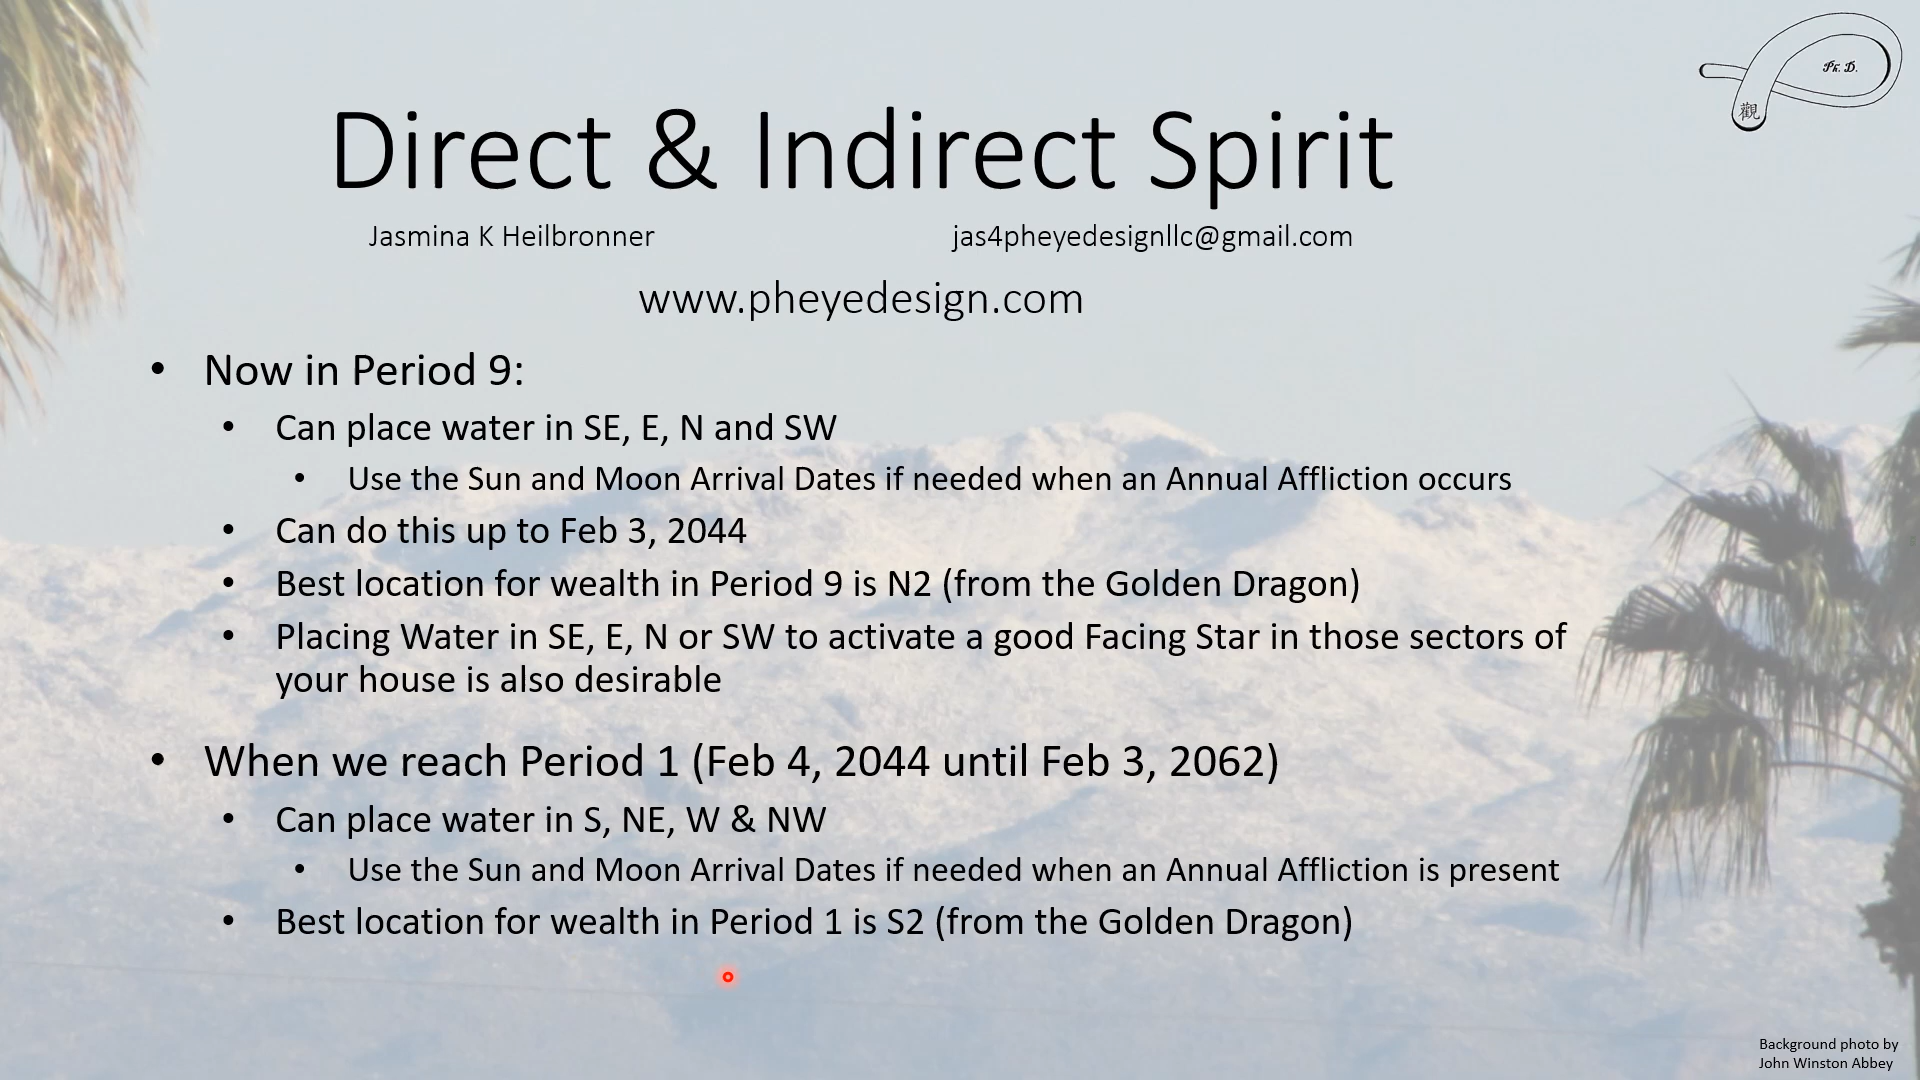 Ph. D.
觀
Direct & Indirect Spirit
Jasmina K Heilbronner jas4pheyedesignllc@gmail.com
www.pheyedesign.com
• Now in Period 9:
• Can place water in SE, E, N and SW
• Use the Sun and Moon Arrival Dates if needed when an Annual Affliction occurs
• Can do this up to Feb 3, 2044
• Best location for wealth in Period 9 is N2 (from the Golden Dragon)
• Placing Water in SE, E, N or SW to activate a good Facing Star in those sectors of
your house is also desirable
• When we reach Period 1 (Feb 4, 2044 until Feb 3, 2062)
• Can place water in S, NE, W & NW
• Use the Sun and Moon Arrival Dates if needed when an Annual Affliction is present
• Best location for wealth in Period 1 is S2 (from the Golden Dragon)
Background photo by
John Winston Abbey